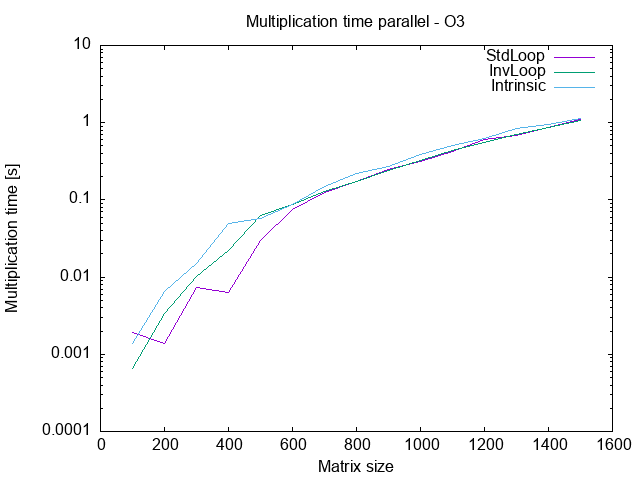 Multiplication time parallel - O3
StdLoop
InvLoop
Intrinsic
10
1
0.1
0.01
0.001
0.0001
Multiplication time [s]
0 200 400 600 800 1000 1200 1400 1600
Matrix size